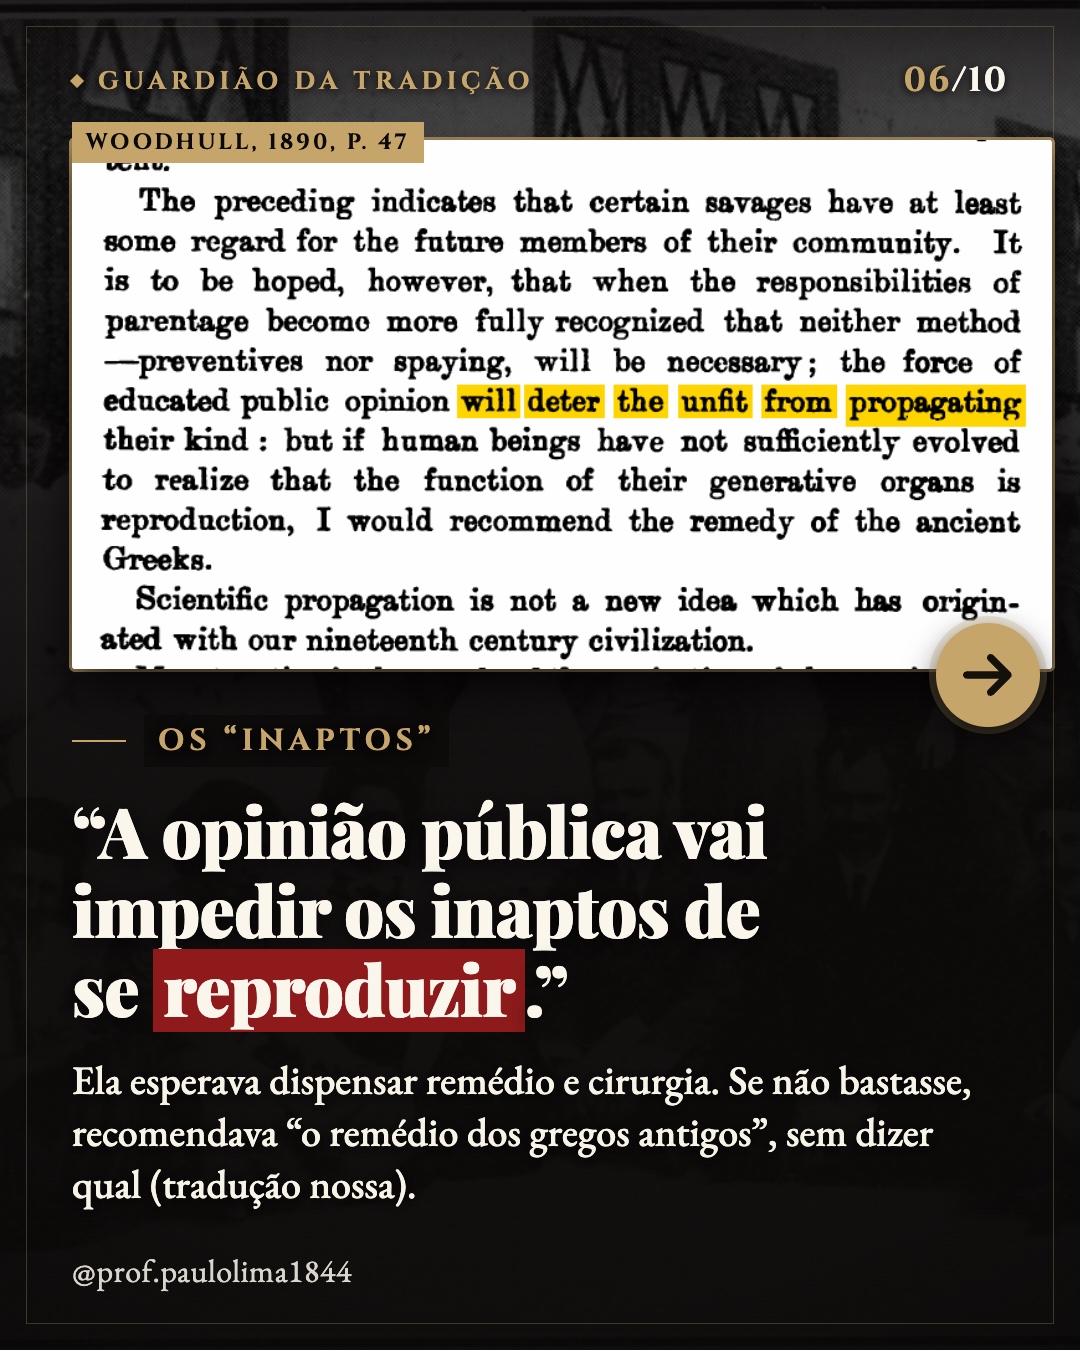 ◆ GUARDIÃO DA TRADIÇÃO
06/10
WOODHULL, 1890, P. 47
tent.
The preceding indicates that certain savages have at least
some regard for the future members of their community. It
is to be hoped, however, that when the responsibilities of
parentage become more fully recognized that neither method
—preventives nor spaying, will be necessary; the force of
educated public opinion will deter the unfit from propagating
their kind : but if human beings have not sufficiently evolved
to realize that the function of their generative organs is
reproduction, I would recommend the remedy of the ancient
Greeks.
Scientific propagation is not a new idea which has origin-
ated with our nineteenth century civilization.
OS “INAPTOS”
“A opinião pública vai
impedir os inaptos de
se reproduzir.”
Ela esperava dispensar remédio e cirurgia. Se não bastasse,
recomendava “o remédio dos gregos antigos”, sem dizer
qual (tradução nossa).
@prof.paulolima1844